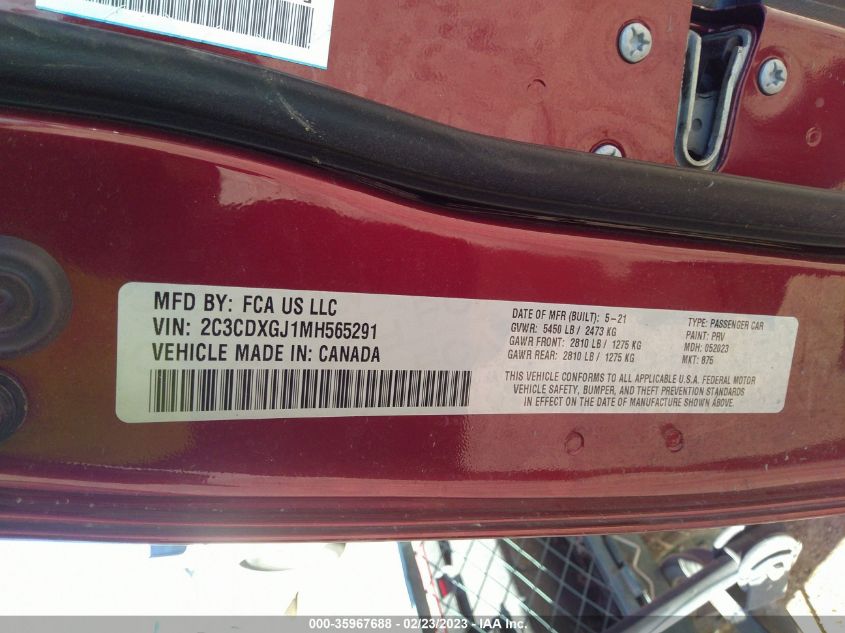 MFD BY: FCA US LLC
VIN: 2C3CDXGJ1MH565291
VEHICLE MADE IN: CANADA
DATE OF MFR (BUILT): 5-21
GVWR: 5450 LB / 2473 KG
GAWR FRONT: 2810 LB / 1275 KG
GAWR REAR: 2810 LB / 1275 KG
TYPE: PASSENGER CAR
PAINT: PRV
MDH: 052023
MKT: 875
THIS VEHICLE CONFORMS TO ALL APPLICABLE U.S.A. FEDERAL MOTOR
VEHICLE SAFETY, BUMPER, AND THEFT PREVENTION STANDARDS
IN EFFECT ON THE DATE OF MANUFACTURE SHOWN ABOVE.
000-35967688 - 02/23/2023 - IAA Inc.